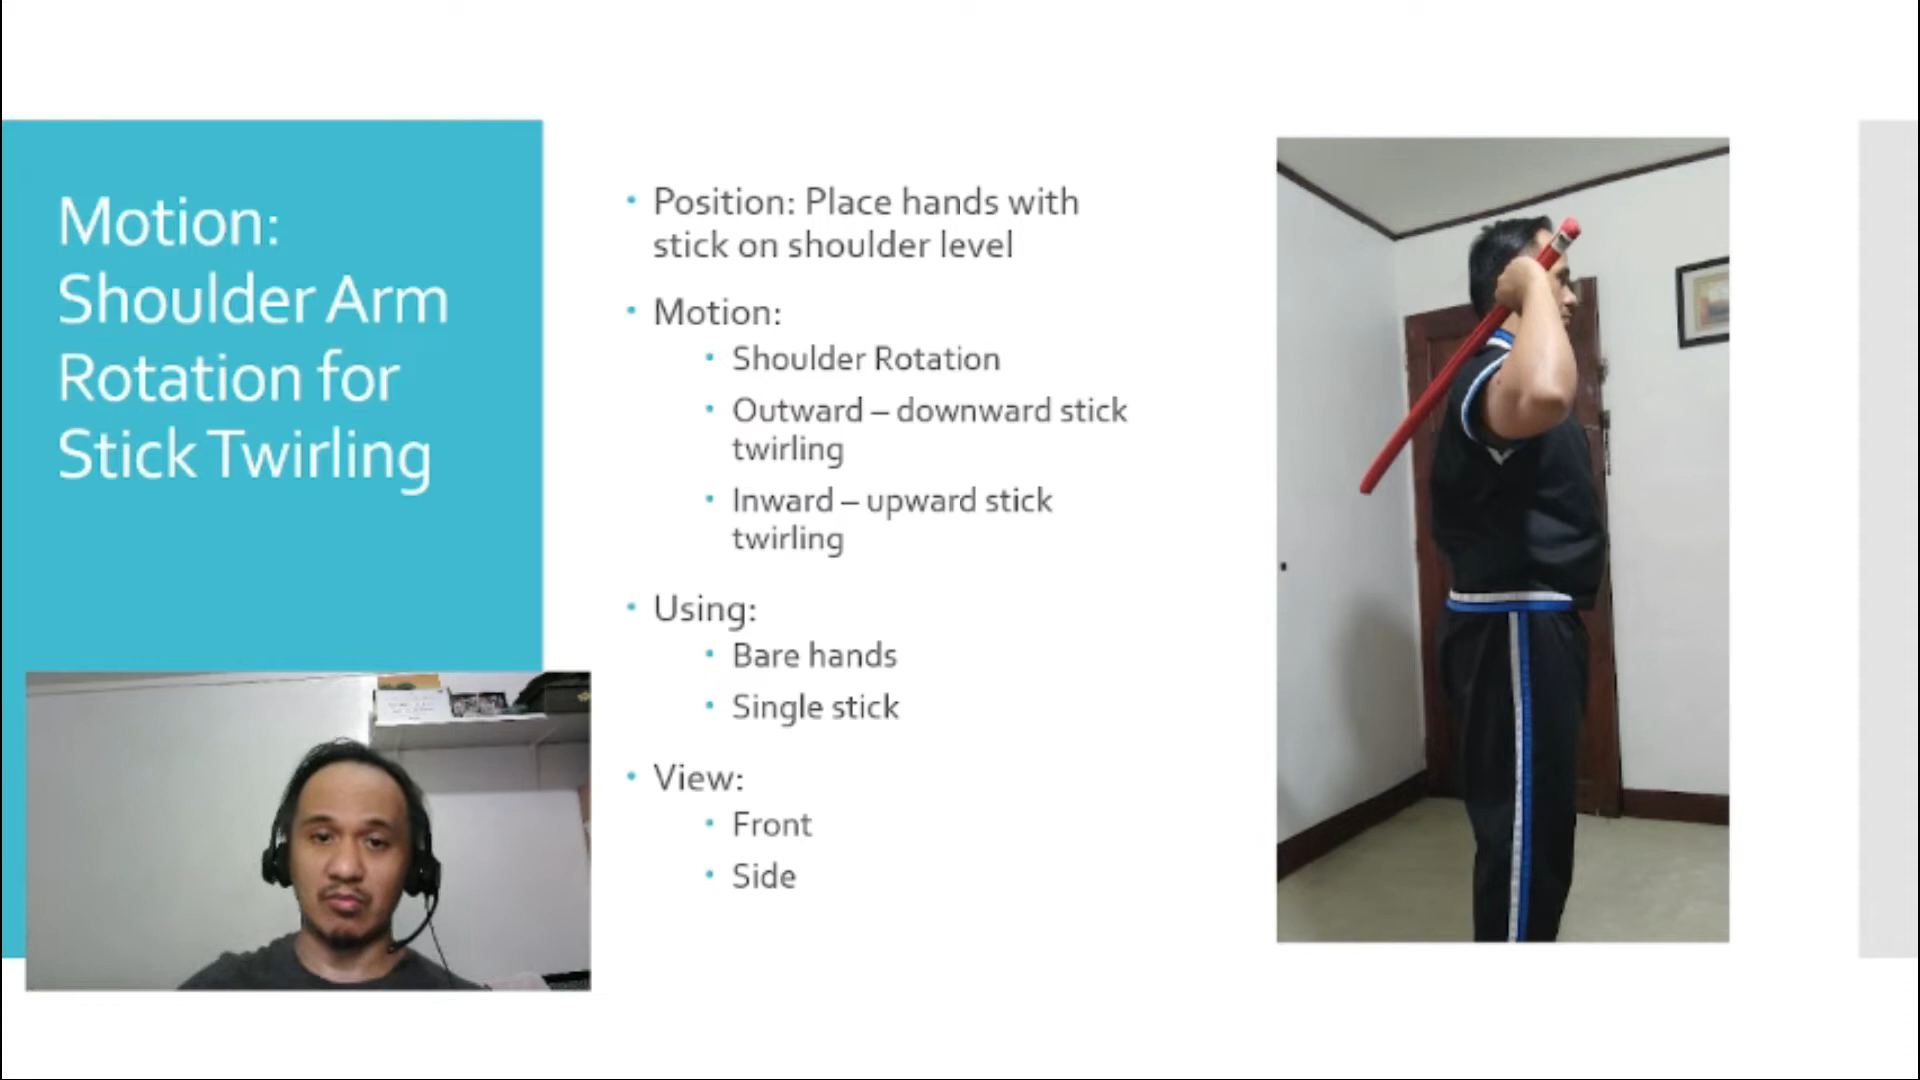 Motion:
Shoulder Arm
Rotation for
Stick Twirling
• Position: Place hands with
stick on shoulder level
• Motion:
• Shoulder Rotation
• Outward – downward stick
twirling
• Inward – upward stick
twirling
• Using:
• Bare hands
• Single stick
• View:
• Front
• Side